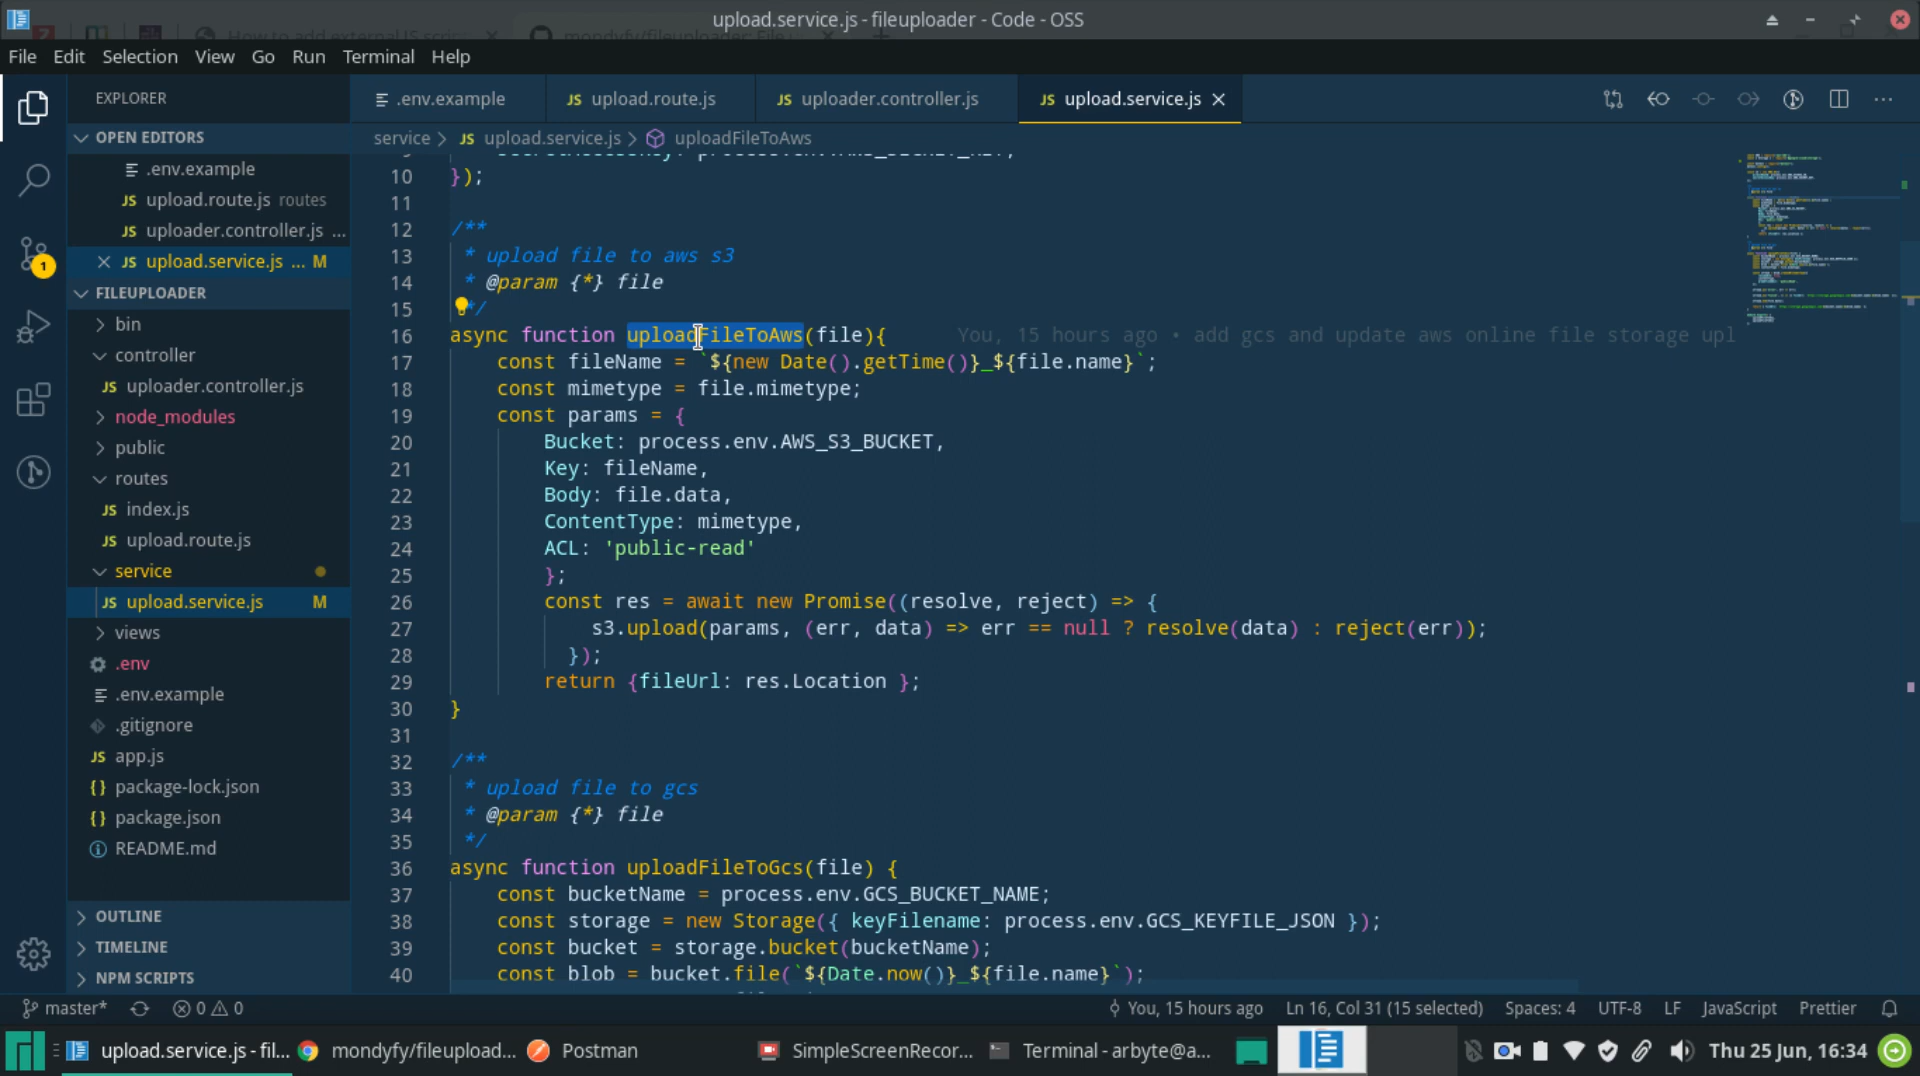 upload.service.js - fileuploader - Code - OSS
File Edit Selection View Go Run Terminal Help
EXPLORER
.env.example
JS upload.route.js
JS uploader.controller.js
JS upload.service.js
OPEN EDITORS
.env.example
JS upload.route.js routes
JS uploader.controller.js ...
JS upload.service.js ... M
FILEUPLOADER
bin
controller
JS uploader.controller.js
node_modules
public
routes
JS index.js
JS upload.route.js
service
JS upload.service.js M
views
.env
.env.example
.gitignore
JS app.js
{} package-lock.json
{} package.json
README.md
OUTLINE
TIMELINE
NPM SCRIPTS
1
service > JS upload.service.js > uploadFileToAws
10 });
11
12 /**
13 * upload file to aws s3
14 * @param {*} file
15 */
16 async function uploadFileToAws(file){ You, 15 hours ago • add gcs and update aws online file storage upl
17 const fileName = `${new Date().getTime()}_${file.name}`;
18 const mimetype = file.mimetype;
19 const params = {
20 Bucket: process.env.AWS_S3_BUCKET,
21 Key: fileName,
22 Body: file.data,
23 ContentType: mimetype,
24 ACL: 'public-read'
25 };
26 const res = await new Promise((resolve, reject) => {
27 s3.upload(params, (err, data) => err == null ? resolve(data) : reject(err));
28 });
29 return {fileUrl: res.Location };
30 }
31
32 /**
33 * upload file to gcs
34 * @param {*} file
35 */
36 async function uploadFileToGcs(file) {
37 const bucketName = process.env.GCS_BUCKET_NAME;
38 const storage = new Storage({ keyFilename: process.env.GCS_KEYFILE_JSON });
39 const bucket = storage.bucket(bucketName);
40 const blob = bucket.file(`${Date.now()}_${file.name}`);
master* 0 0 You, 15 hours ago Ln 16, Col 31 (15 selected) Spaces: 4 UTF-8 LF JavaScript Prettier
upload.service.js - fil... mondyfy/fileupload... Postman SimpleScreenRecor... Terminal - arbyte@a... Thu 25 Jun, 16:34